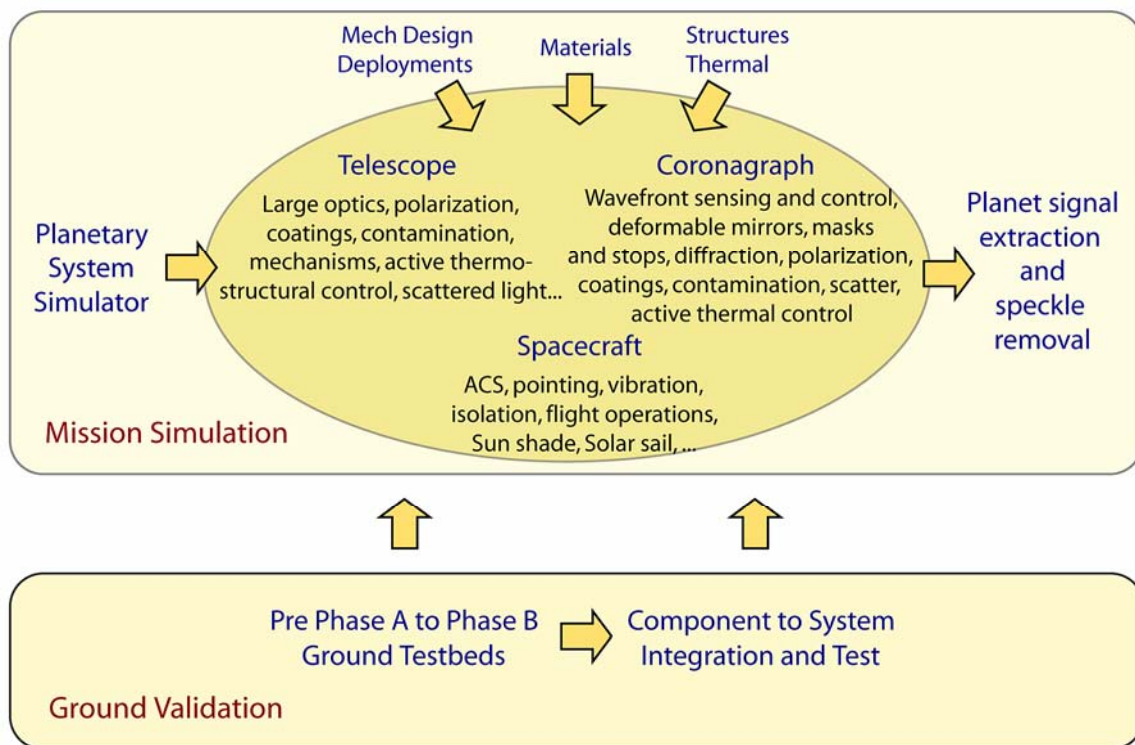 Mech Design
Deployments
Materials
Structures
Thermal
Planetary
System
Simulator
Telescope
Large optics, polarization,
coatings, contamination,
mechanisms, active thermo-
structural control, scattered light...
Coronagraph
Wavefront sensing and control,
deformable mirrors, masks
and stops, diffraction, polarization,
coatings, contamination, scatter,
active thermal control
Spacecraft
ACS, pointing, vibration,
isolation, flight operations,
Sun shade, Solar sail, ...
Planet signal
extraction
and
speckle
removal
Mission Simulation
Pre Phase A to Phase B
Ground Testbeds
Component to System
Integration and Test
Ground Validation